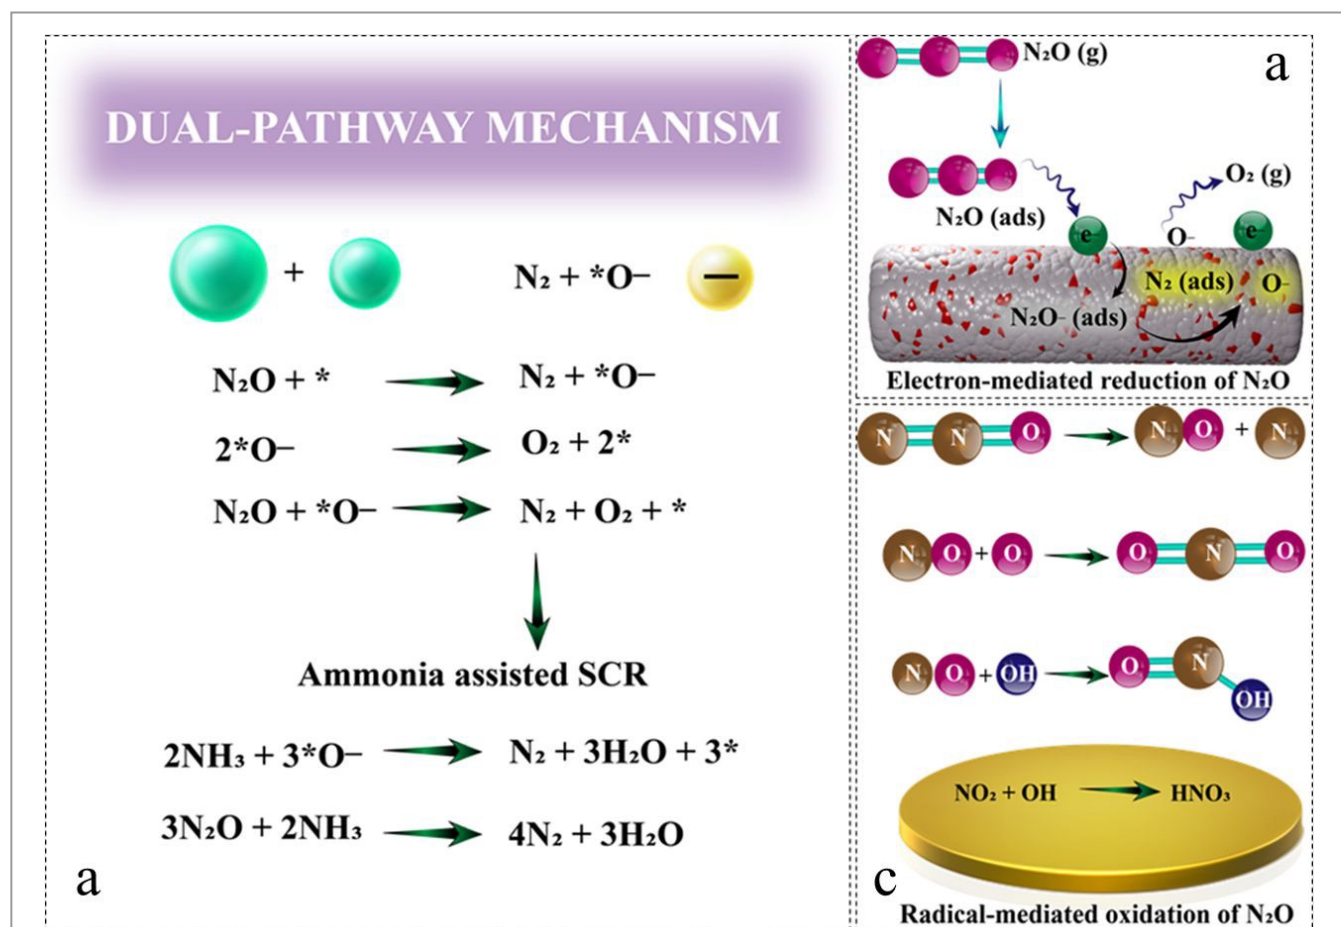 DUAL-PATHWAY MECHANISM
+ N₂ + *O– –
N₂O + * N₂ + *O–
2*O– O₂ + 2*
N₂O + *O– N₂ + O₂ + *
Ammonia assisted SCR
2NH₃ + 3*O– N₂ + 3H₂O + 3*
3N₂O + 2NH₃ 4N₂ + 3H₂O
a
N₂O (g)
a
N₂O (ads)
O₂ (g)
e- O- e-
N₂ (ads) O-
N₂O- (ads)
Electron-mediated reduction of N₂O
N N O N O + N
N O + O O N O
N O + OH O N OH
NO₂ + OH HNO₃
c
Radical-mediated oxidation of N₂O